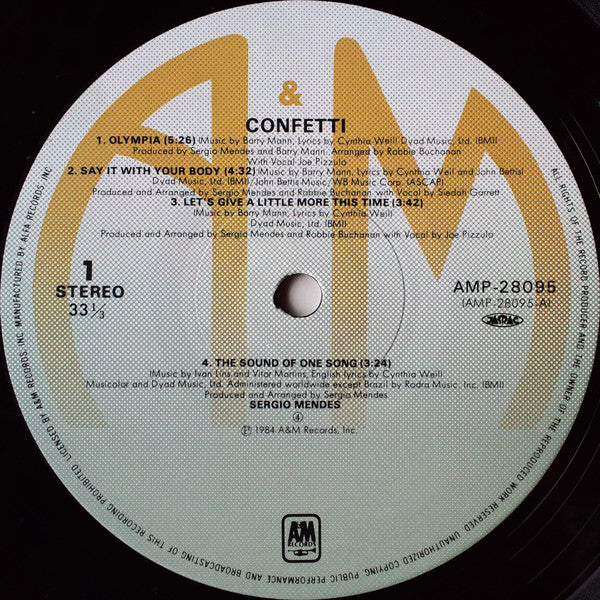 A&M
CONFETTI
1. OLYMPIA (5:26) (Music by Barry Mann, Lyrics by Cynthia Weill Dyad Music, Ltd. (BMI)
Produced by Sergio Mendes and Barry Mann, Arranged by Robbie Buchanan
With Vocal Joe Pizzulo
2. SAY IT WITH YOUR BODY (4:32) (Music by Barry Mann, Lyrics by Cynthia Weil and John Bettis)
Dyad Music, Ltd. (BMI)/John Bettis Music/WB Music Corp. (ASCAP)
Produced and Arranged by Sergio Mendes and Robbie Buchanan with Vocal by Siedah Garrett
3. LET'S GIVE A LITTLE MORE THIS TIME (3:42)
(Music by Barry Mann, Lyrics by Cynthia Weil)
Dyad Music, Ltd. (BMI)
Produced and Arranged by Sergio Mendes and Robbie Buchanan with Vocal by Joe Pizzulo
1
STEREO
33 1/3
AMP-28095
(AMP-28095-A)
4. THE SOUND OF ONE SONG (3:24)
(Music by Ivan Lins and Vitor Martins, English lyrics by Cynthia Weil)
Musicolor and Dyad Music, Ltd. Administered worldwide except Brazil by Rodra Music, Inc. (BMI)
Produced and Arranged by Sergio Mendes
SERGIO MENDES
4
℗ 1984 A&M Records, Inc.
A&M
RECORDS
ALL RIGHTS OF THE RECORD PRODUCER AND THE OWNER OF THE REPRODUCED WORK RESERVED. UNAUTHORIZED COPYING, PUBLIC PERFORMANCE AND BROADCASTING OF THIS RECORDING PROHIBITED. LICENSED BY A&M RECORDS, INC. MANUFACTURED BY ALFA RECORDS, INC.